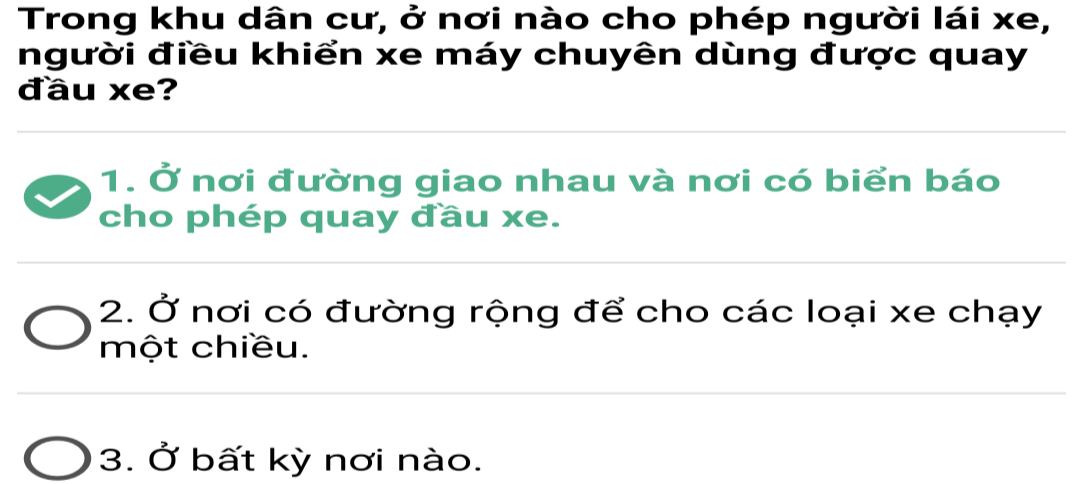 Trong khu dân cư, ở nơi nào cho phép người lái xe,
người điều khiển xe máy chuyên dùng được quay
đầu xe?
1. Ở nơi đường giao nhau và nơi có biển báo
cho phép quay đầu xe.
2. Ở nơi có đường rộng để cho các loại xe chạy
một chiều.
3. Ở bất kỳ nơi nào.